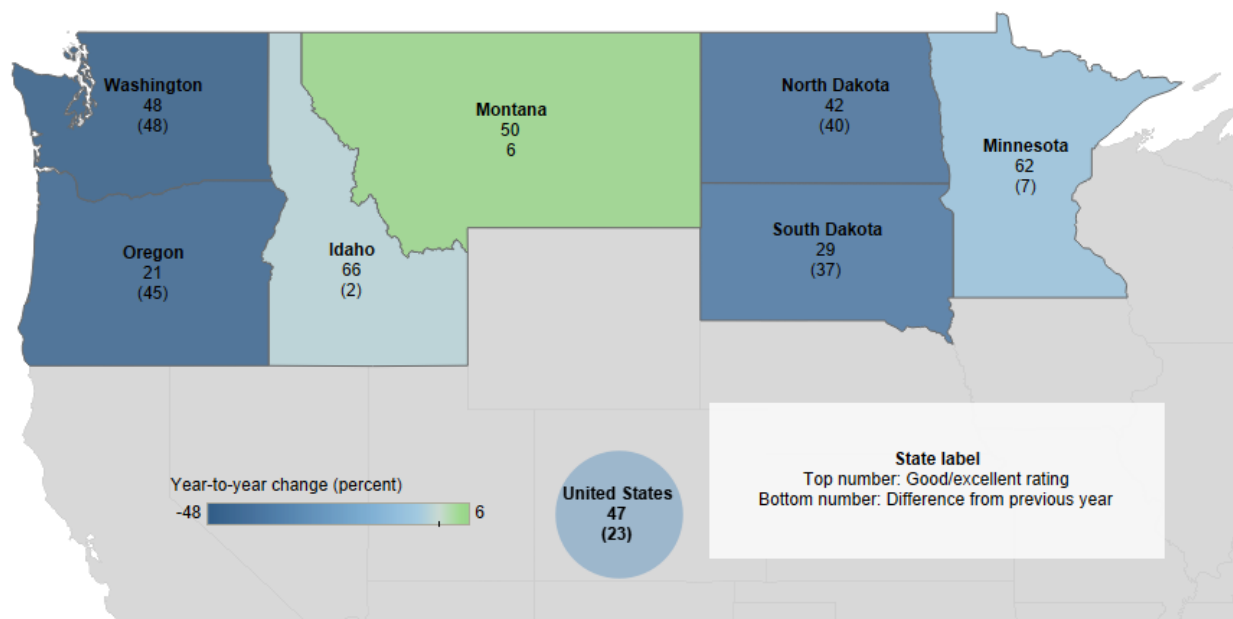 Washington
48
(48)
Montana
50
6
North Dakota
42
(40)
Minnesota
62
(7)
Oregon
21
(45)
Idaho
66
(2)
South Dakota
29
(37)
Year-to-year change (percent)
-48
6
United States
47
(23)
State label
Top number: Good/excellent rating
Bottom number: Difference from previous year